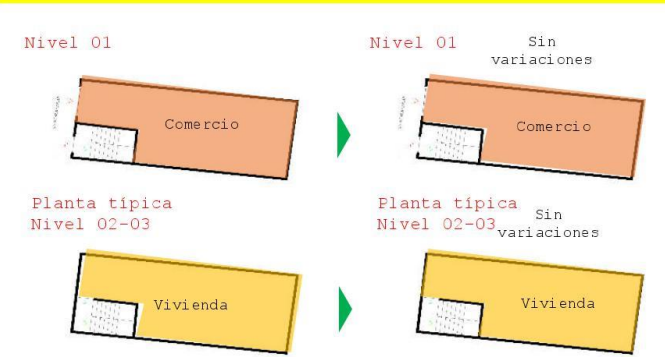 Nivel 01
Comercio
Nivel 01
Sin
variaciones
Comercio
Planta típica
Nivel 02-03
Vivienda
Planta típica
Nivel 02-03
Sin
variaciones
Vivienda